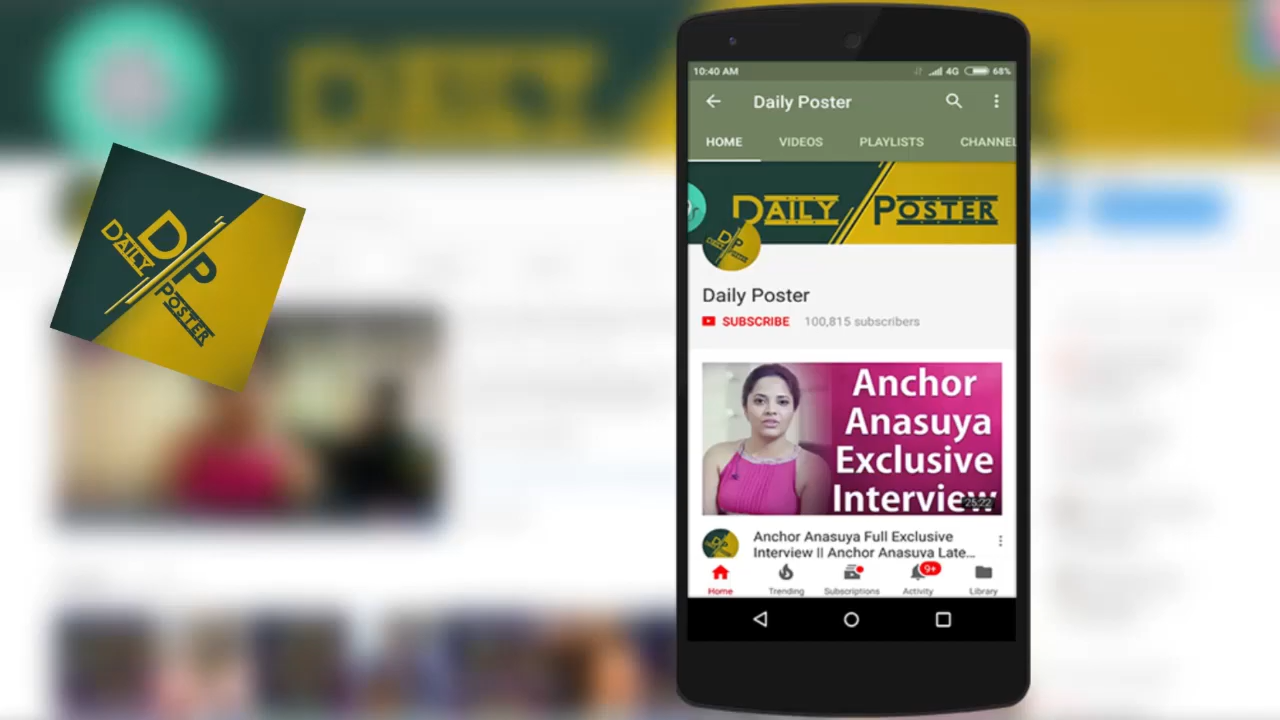 DAILY
POSTER
DP
DAILY
POSTER
10:40 AM
4G
68%
Daily Poster
HOME
VIDEOS
PLAYLISTS
CHANNEL
DAILY POSTER
DP
Daily Poster
SUBSCRIBE
100,815 subscribers
Anchor
Anasuya
Exclusive
Interview
25:22
Anchor Anasuya Full Exclusive
Interview || Anchor Anasuya Late...
Home
Trending
Subscriptions
9+
Activity
Library